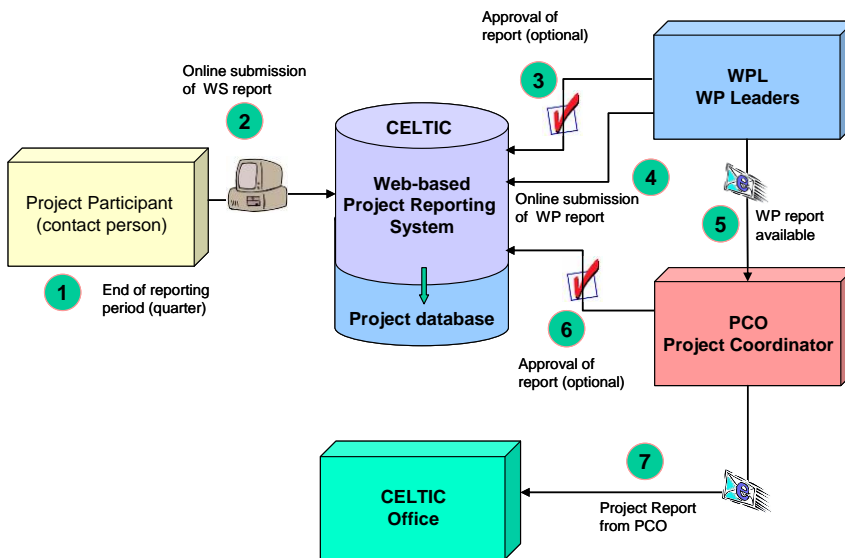 Approval of
report (optional)
3
WPL
WP Leaders
Online submission
of WS report
2
CELTIC
Web-based
Project Reporting
System
Project database
Project Participant
(contact person)
1
End of reporting
period (quarter)
4
Online submission
of WP report
e
5
WP report
available
6
Approval of
report (optional)
PCO
Project Coordinator
7
e
Project Report
from PCO
CELTIC
Office